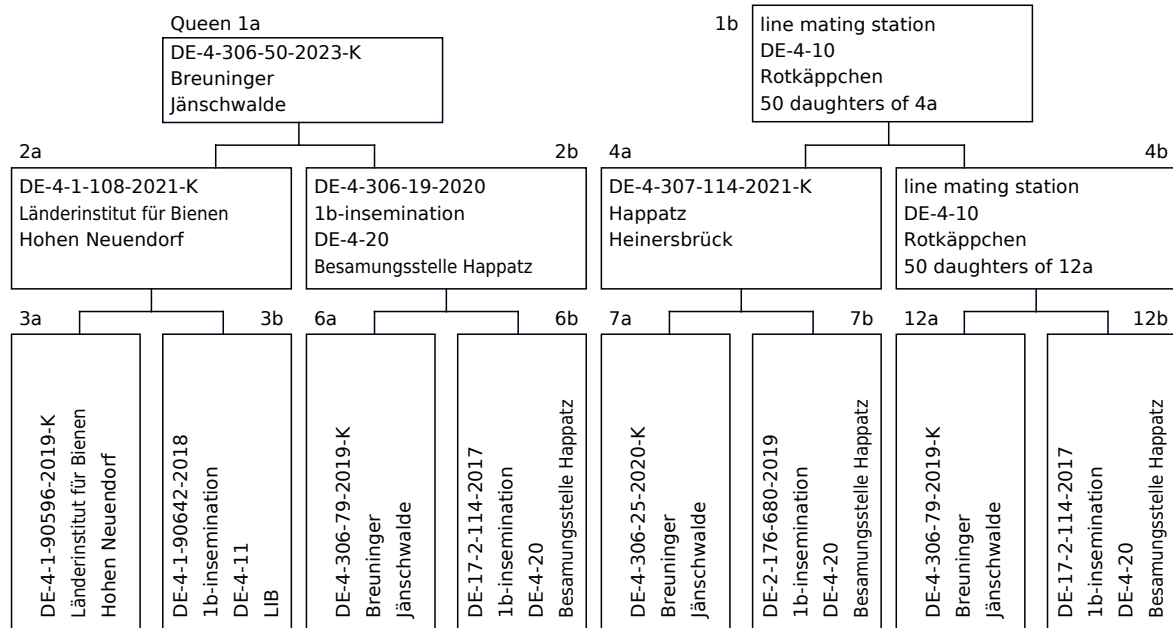 Queen 1a
DE-4-306-50-2023-K
Breuninger
Jänschwalde
1b
line mating station
DE-4-10
Rotkäppchen
50 daughters of 4a
2a
DE-4-1-108-2021-K
Länderinstitut für Bienen
Hohen Neuendorf
2b
DE-4-306-19-2020
1b-insemination
DE-4-20
Besamungsstelle Happatz
4a
DE-4-307-114-2021-K
Happatz
Heinersbrück
4b
line mating station
DE-4-10
Rotkäppchen
50 daughters of 12a
3a
DE-4-1-90596-2019-K
Länderinstitut für Bienen
Hohen Neuendorf
3b
DE-4-1-90642-2018
1b-insemination
DE-4-11
LIB
6a
DE-4-306-79-2019-K
Breuninger
Jänschwalde
6b
DE-17-2-114-2017
1b-insemination
DE-4-20
Besamungsstelle Happatz
7a
DE-4-306-25-2020-K
Breuninger
Jänschwalde
7b
DE-2-176-680-2019
1b-insemination
DE-4-20
Besamungsstelle Happatz
12a
DE-4-306-79-2019-K
Breuninger
Jänschwalde
12b
DE-17-2-114-2017
1b-insemination
DE-4-20
Besamungsstelle Happatz